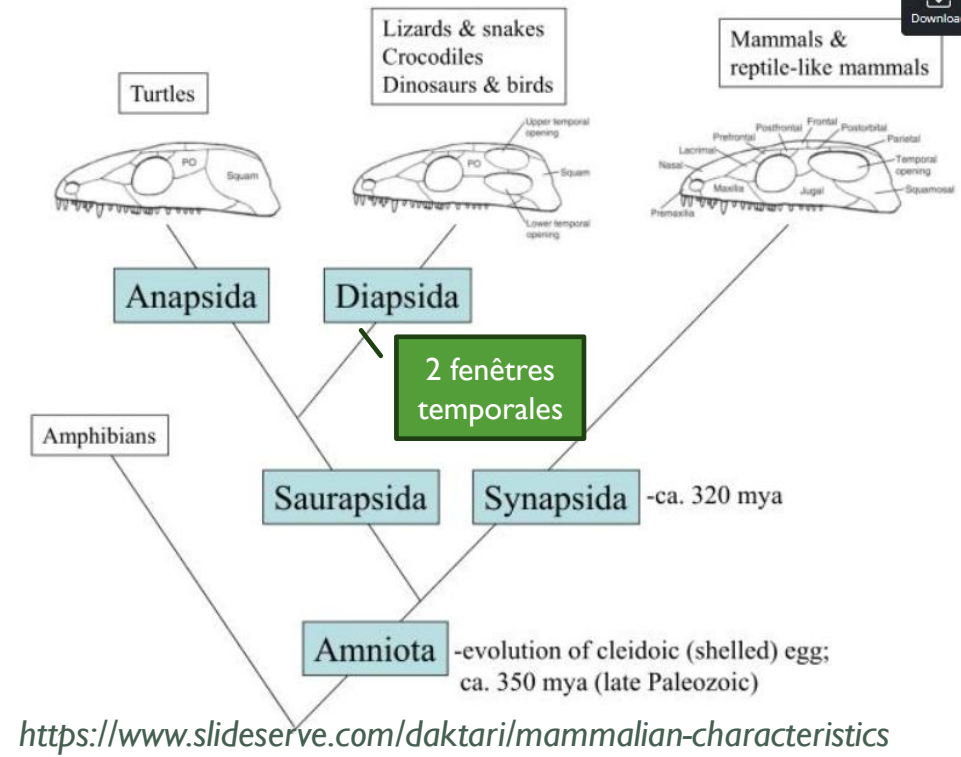 Download
Lizards & snakes
Crocodiles
Dinosaurs & birds
Mammals &
reptile-like mammals
Turtles
PO
Squam
Upper temporal
opening
PO
Squam
Lower temporal
opening
Frontal
Postfrontal
Postorbital
Prefrontal
Parietal
Lacrimal
Nasal
Temporal
opening
Maxilla
Jugal
Squamosal
Premaxilla
Anapsida
Diapsida
2 fenêtres
temporales
Amphibians
Saurapsida
Synapsida
-ca. 320 mya
Amniota
-evolution of cleidoic (shelled) egg;
ca. 350 mya (late Paleozoic)
https://www.slideserve.com/daktari/mammalian-characteristics